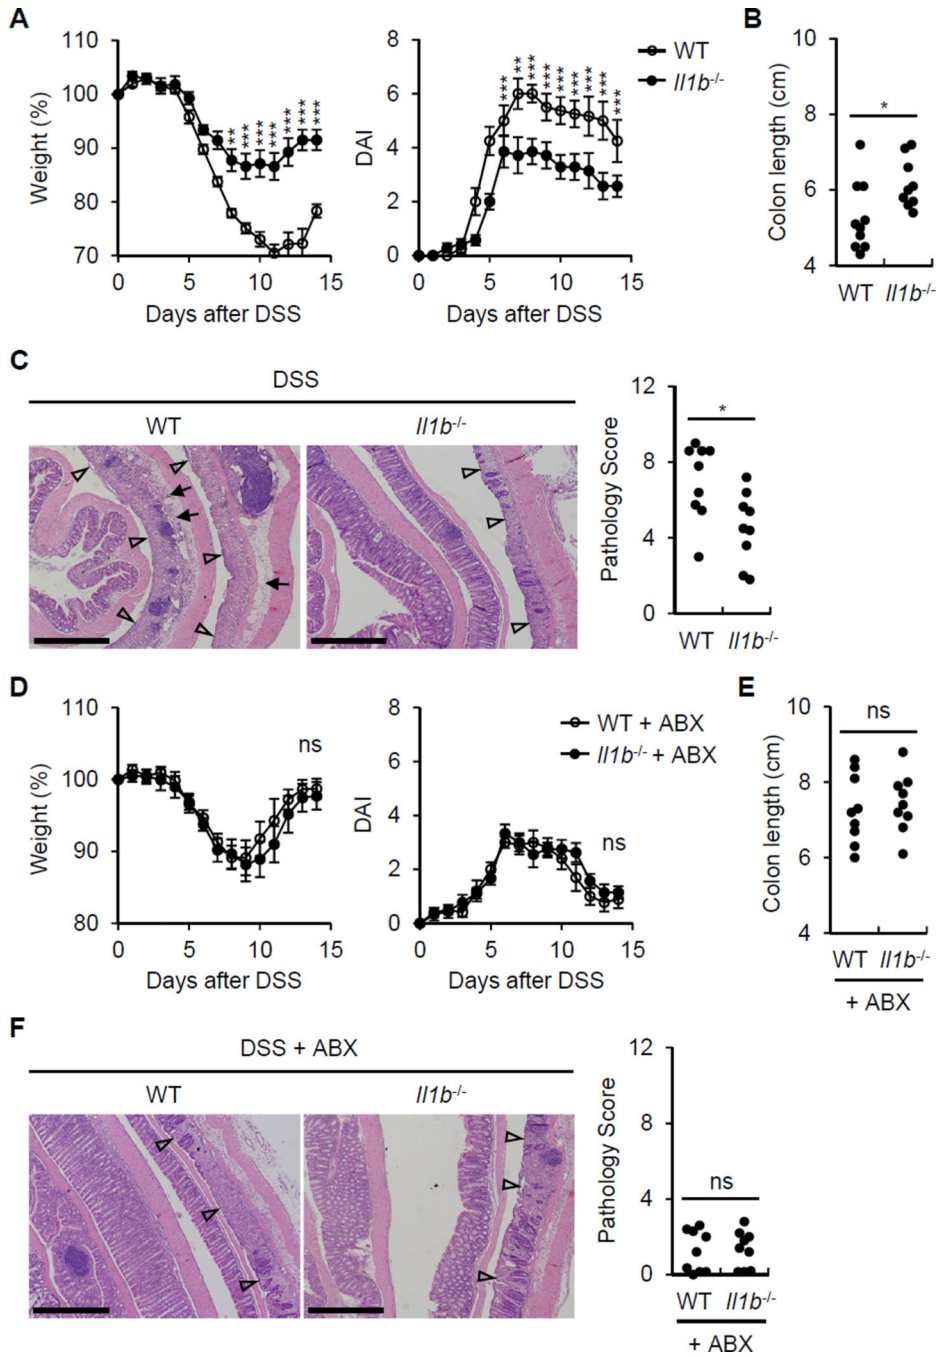 A
B
110
100
90
80
70
Weight (%)
** *** *** *** *** *** ***
0 5 10 15
Days after DSS
8
6
4
2
0
DAI
*** ** *** *** *** *** *** *** ***
0 5 10 15
Days after DSS
WT
Il1b-/-
10
8
6
4
Colon length (cm)
*
WT Il1b-/-
C
DSS
WT Il1b-/-
12
8
4
0
Pathology Score
*
WT Il1b-/-
D
E
110
100
90
80
Weight (%)
ns
0 5 10 15
Days after DSS
8
6
4
2
0
DAI
WT + ABX
Il1b-/- + ABX
ns
0 5 10 15
Days after DSS
10
8
6
4
Colon length (cm)
ns
WT Il1b-/-
+ ABX
F
DSS + ABX
WT Il1b-/-
12
8
4
0
Pathology Score
ns
WT Il1b-/-
+ ABX